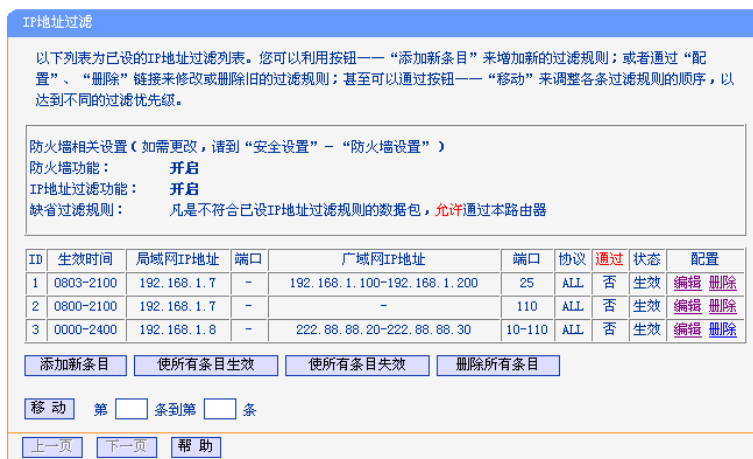 IP地址过滤
以下列表为已设的IP地址过滤列表。您可以利用按钮——“添加新条目”来增加新的过滤规则；或者通过“配
置”、“删除”链接来修改或删除旧的过滤规则；甚至可以通过按钮——“移动”来调整各条过滤规则的顺序，以
达到不同的过滤优先级。
防火墙相关设置(如需更改，请到“安全设置”－“防火墙设置”)
防火墙功能： 开启
IP地址过滤功能： 开启
缺省过滤规则： 凡是不符合已设IP地址过滤规则的数据包，允许通过本路由器
ID 生效时间 局域网IP地址 端口 广域网IP地址 端口 协议 通过 状态 配置
1 0803-2100 192.168.1.7 - 192.168.1.100-192.168.1.200 25 ALL 否 生效 编辑 删除
2 0800-2100 192.168.1.7 - - 110 ALL 否 生效 编辑 删除
3 0000-2400 192.168.1.8 - 222.88.88.20-222.88.88.30 10-110 ALL 否 生效 编辑 删除
添加新条目 使所有条目生效 使所有条目失效 删除所有条目
移 动 第 条到第 条
上一页 下一页 帮 助